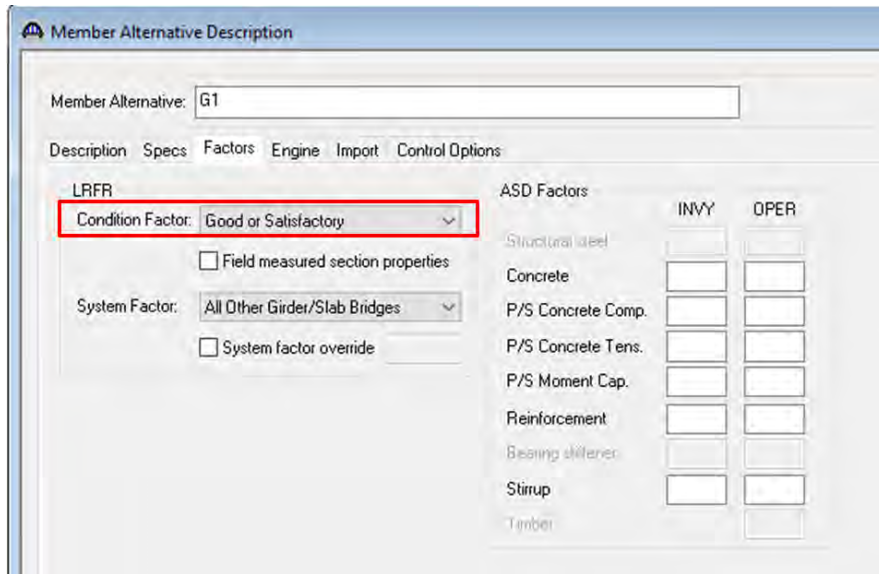 Member Alternative Description
Member Alternative: G1
Description Specs Factors Engine Import Control Options
LRFR
Condition Factor: Good or Satisfactory
Field measured section properties
System Factor: All Other Girder/Slab Bridges
System factor override
ASD Factors
INVY OPER
Structural steel
Concrete
P/S Concrete Comp.
P/S Concrete Tens.
P/S Moment Cap.
Reinforcement
Bearing stiffener
Stirrup
Timber